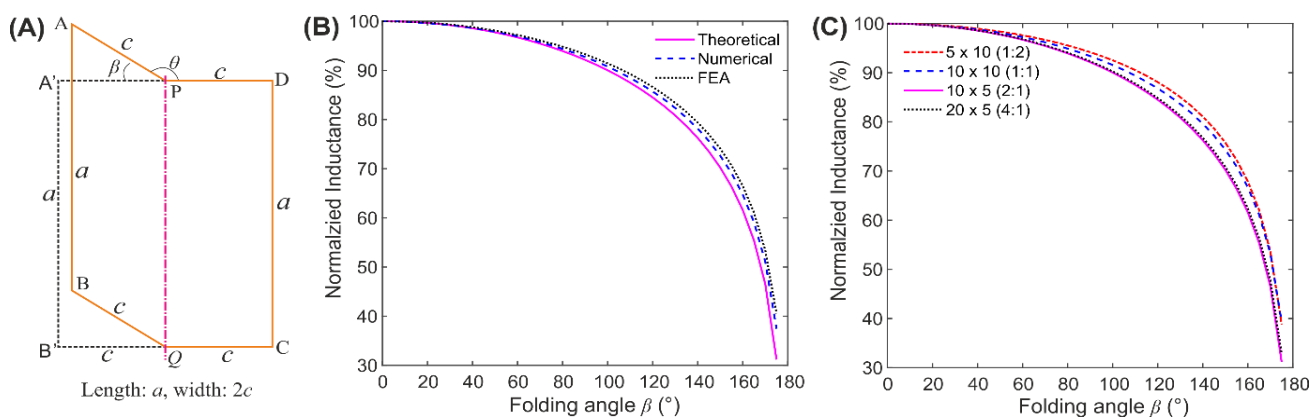 (A)
A
c
β
θ
c
A'
P
D
a
a
a
B
c
B'
c
Q
c
C
Length: a, width: 2c
(B)
Normalzied Inductance (%)
100
90
80
70
60
50
40
30
Theoretical
Numerical
FEA
0 20 40 60 80 100 120 140 160 180
Folding angle β (°)
(C)
Normalzied Inductance (%)
100
90
80
70
60
50
40
30
5 x 10 (1:2)
10 x 10 (1:1)
10 x 5 (2:1)
20 x 5 (4:1)
0 20 40 60 80 100 120 140 160 180
Folding angle β (°)